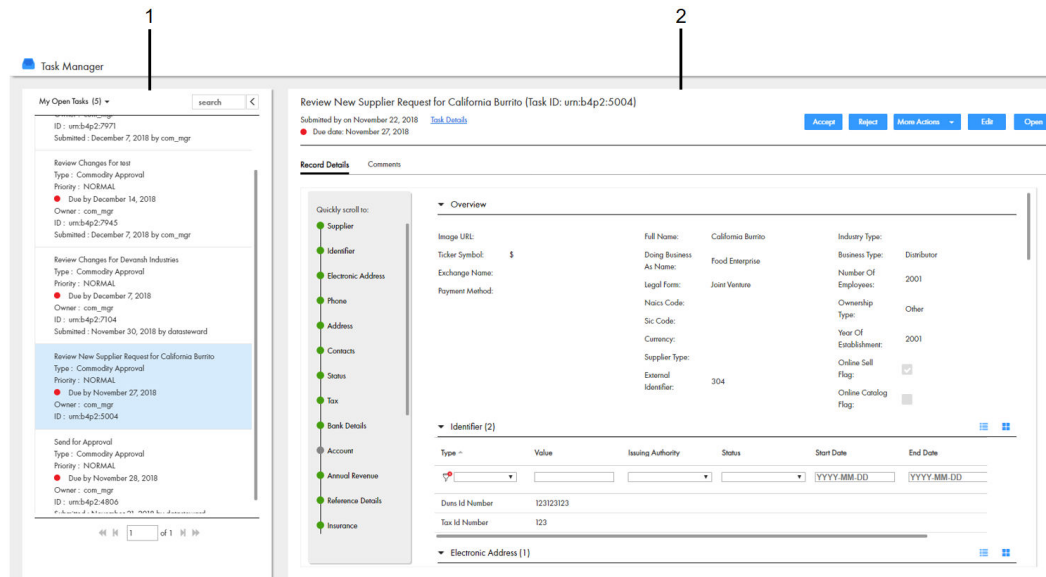 1
2
Task Manager
My Open Tasks (5)
search
ID : urn:b4p2:7971
Submitted : December 7, 2018 by com_mgr
Review Changes For test
Type : Commodity Approval
Priority : NORMAL
Due by December 14, 2018
Owner : com_mgr
ID : urn:b4p2:7945
Submitted : December 7, 2018 by com_mgr
Review Changes For Devansh Industries
Type : Commodity Approval
Priority : NORMAL
Due by December 7, 2018
Owner : com_mgr
ID : urn:b4p2:7104
Submitted : November 30, 2018 by datasteward
Review New Supplier Request for California Burrito
Type : Commodity Approval
Priority : NORMAL
Due by November 27, 2018
Owner : com_mgr
ID : urn:b4p2:5004
Send for Approval
Type : Commodity Approval
Priority : NORMAL
Due by November 28, 2018
Owner : com_mgr
ID : urn:b4p2:4806
Submitted : November 21, 2018 by datasteward
1 of 1
Review New Supplier Request for California Burrito (Task ID: urn:b4p2:5004)
Submitted by on November 22, 2018 Task Details
Due date: November 27, 2018
Accept Reject More Actions Edit Open
Record Details Comments
Quickly scroll to:
Supplier
Identifier
Electronic Address
Phone
Address
Contacts
Status
Tax
Bank Details
Account
Annual Revenue
Reference Details
Insurance
Overview
Image URL:
Ticker Symbol: $
Exchange Name:
Payment Method:
Full Name: California Burrito
Doing Business
As Name: Food Enterprise
Legal Form: Joint Venture
Naics Code:
Sic Code:
Currency:
Supplier Type:
External
Identifier: 304
Industry Type:
Business Type: Distributor
Number Of
Employees: 2001
Ownership
Type: Other
Year Of
Establishment: 2001
Online Sell
Flag:
Online Catalog
Flag:
Identifier (2)
Type Value Issuing Authority Status Start Date End Date
YYYY-MM-DD YYYY-MM-DD
Duns Id Number 123123123
Tax Id Number 123
Electronic Address (1)